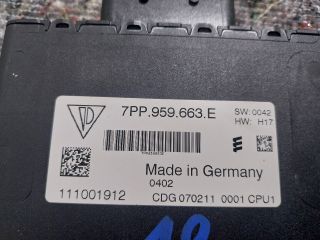 7PP.959.663.E
SW: 0042
HW: H17
Made in Germany
0402
111001912
CDG 070211 0001 CPU1